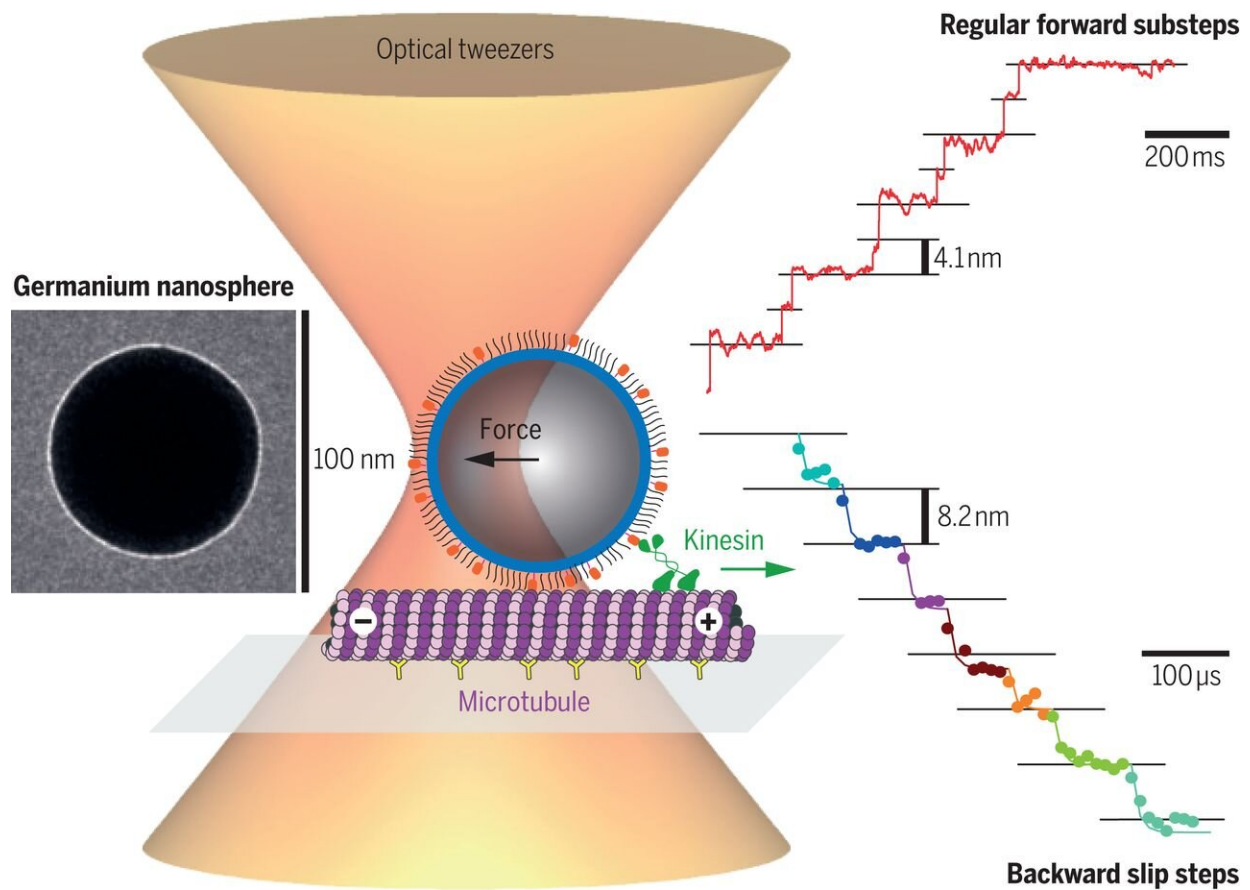 Optical tweezers
Regular forward substeps
200 ms
4.1 nm
Germanium nanosphere
100 nm
Force
Kinesin
8.2 nm
−
+
Microtubule
100 µs
Backward slip steps